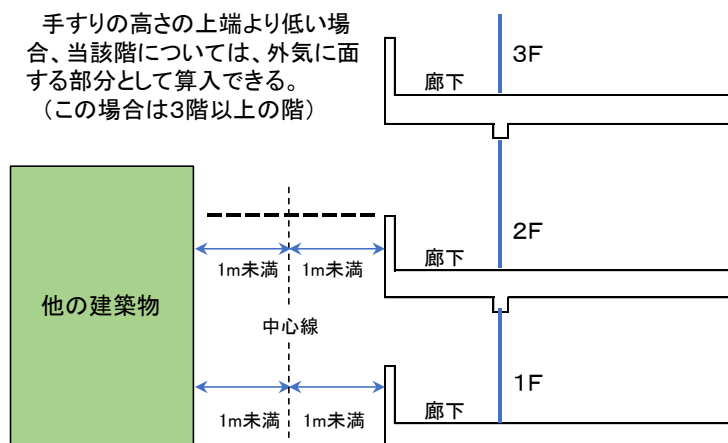 手すりの高さの上端より低い場
合、当該階については、外気に面
する部分として算入できる。
（この場合は3階以上の階）
3F
廊下
2F
廊下
1m未満 1m未満
他の建築物
中心線
1F
廊下
1m未満 1m未満